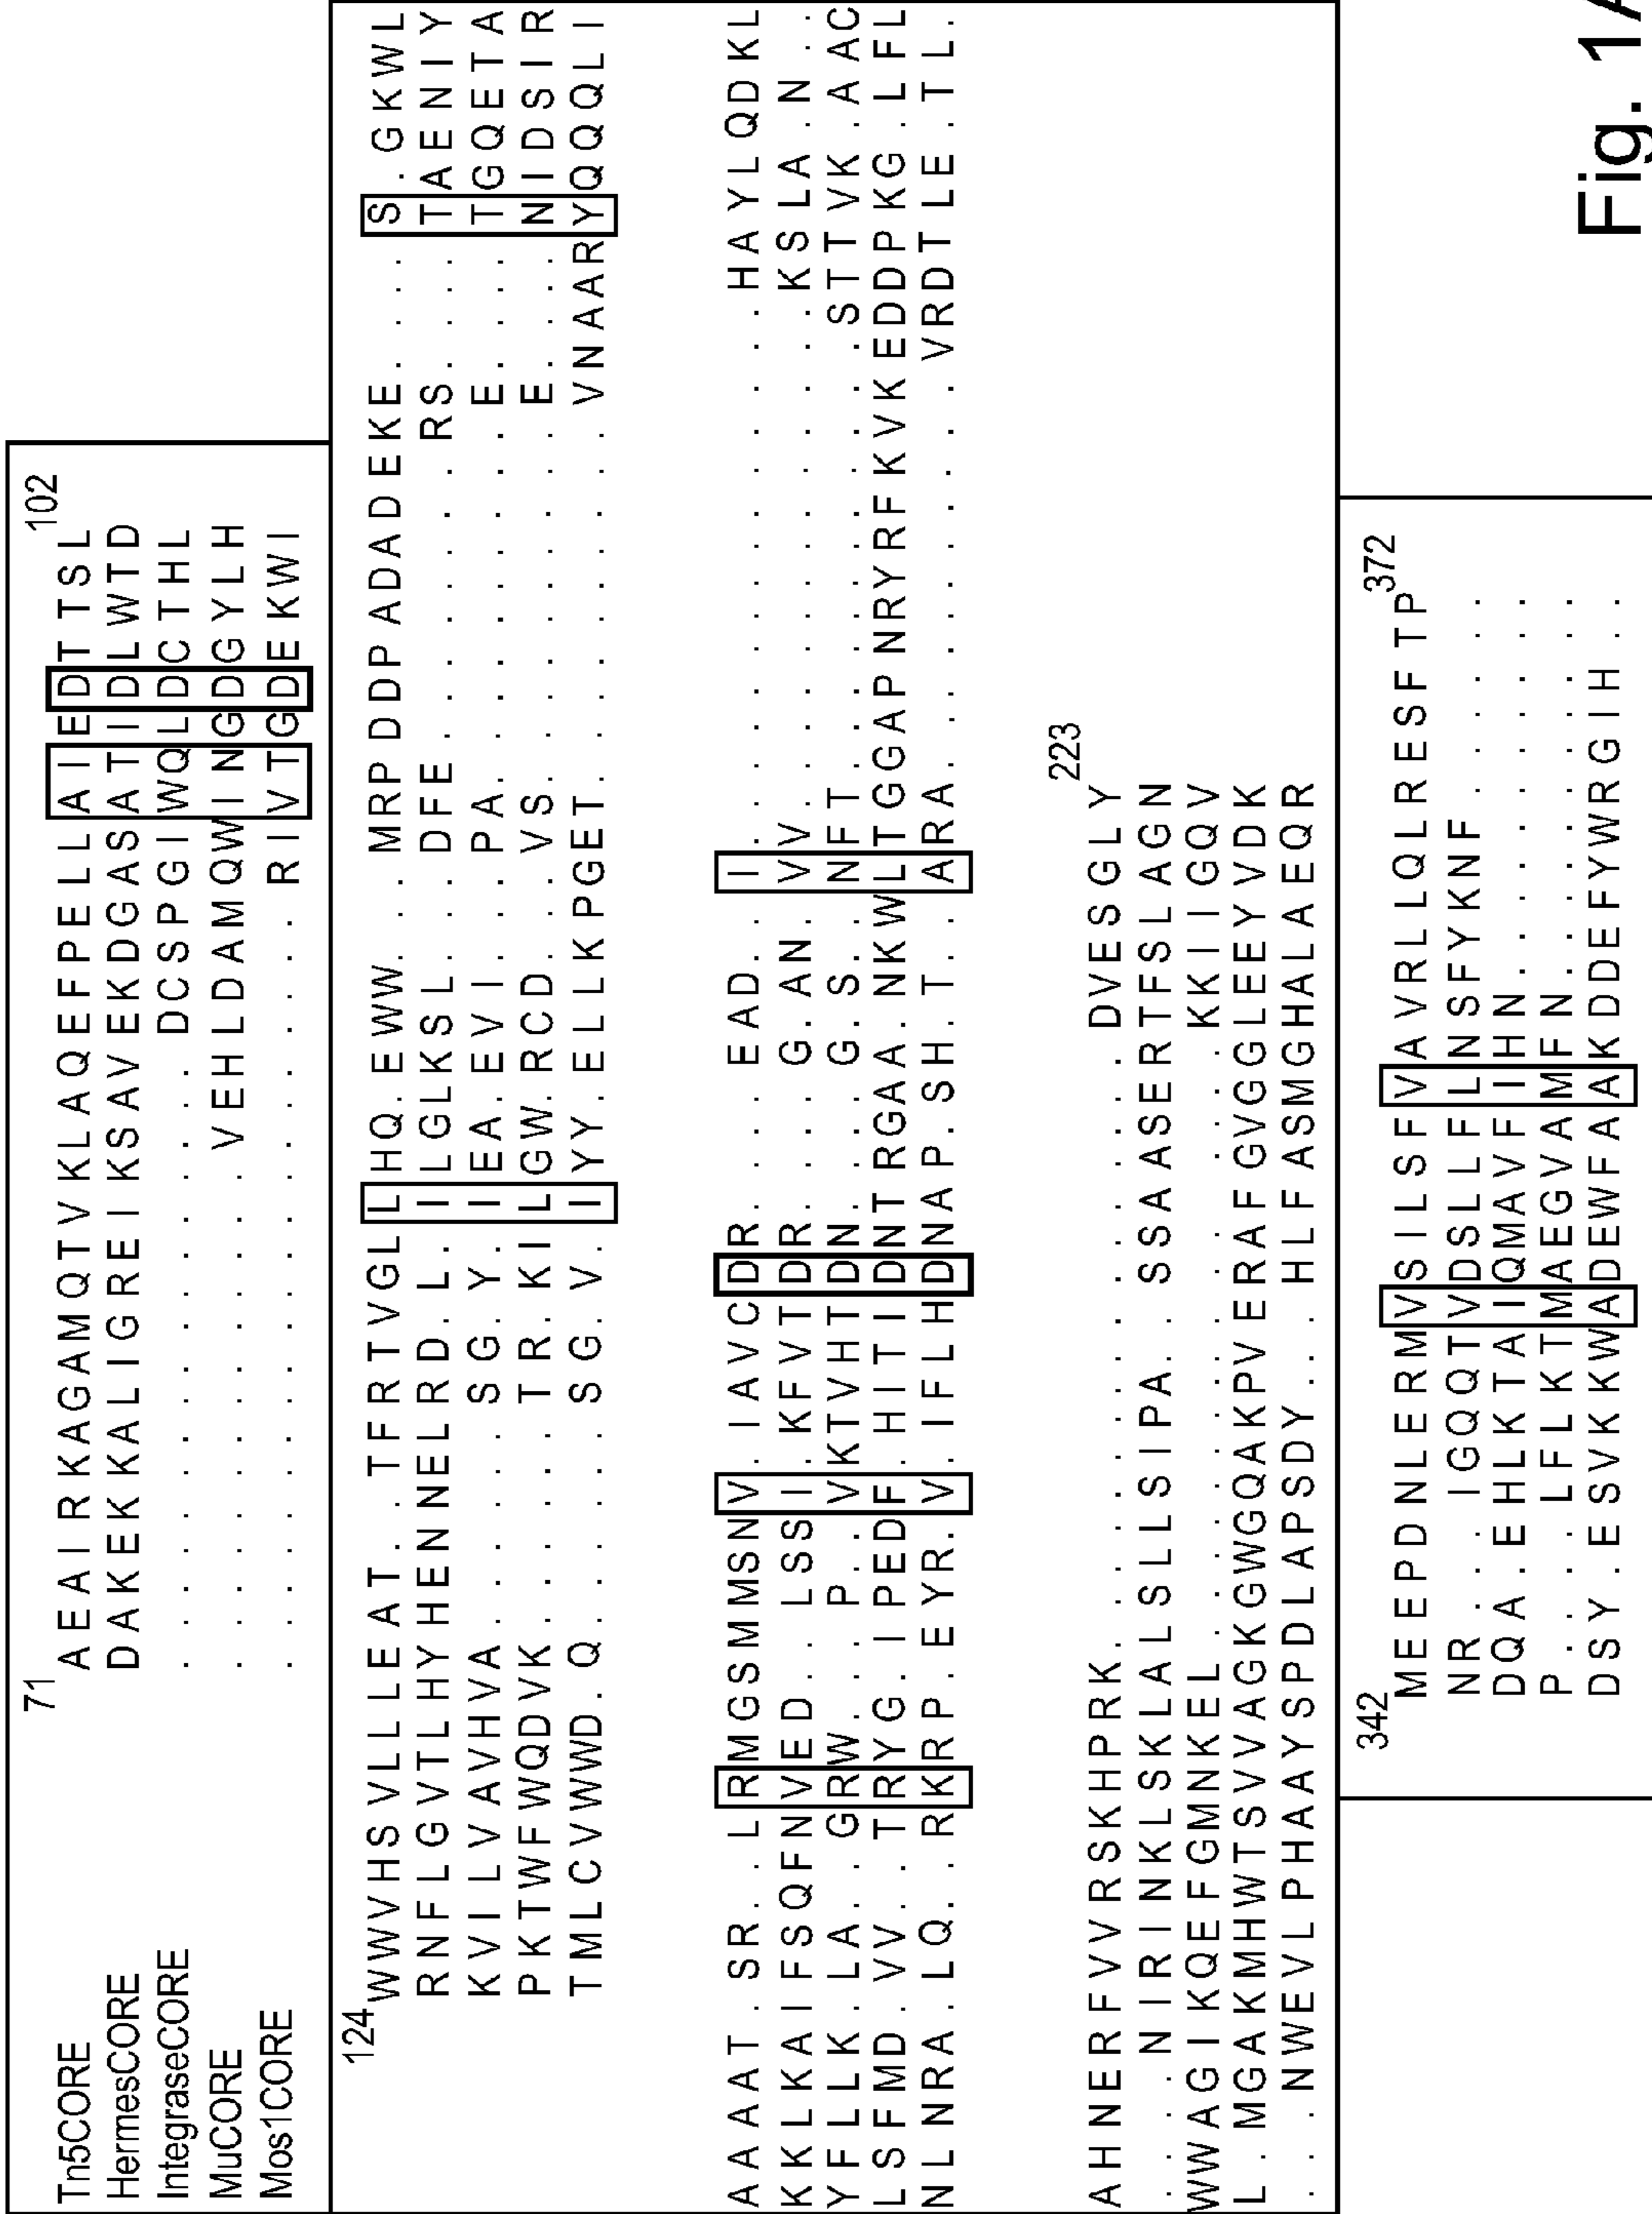 71 102
Tn5CORE AEAIRKAGAMQTVKLAQEFPELLAIEDTTSL
HermesCORE DAKEKKALIGREIKSAVEKDGASATIDLWTD
IntegraseCORE .................DCSPGIWQLDCTHL
MuCORE ..............VEHLDAMQWINGDGYLH
Mos1CORE .....................RIVTGDEKWI
124
WWVHSVLLLEAT..TFRTVGLLHQ.EWW...MRPDDPADADEKE....S.GKWL
RNFLGVTLHYHENNELRD.L.ILGLKSL...DFE........RS....TAENIY
KVILVAVHVA......SG.Y.IEA.EVI...PA..........E....TGQETA
PKTWFWQDVK......TR.KILGW.RCD...VS..........E....NIDSIR
TMLCVWWD.Q......SG.V.IYY.ELLKPGET..........VNAARYQQQLI
AAAAT.SR..LRMGSMMSNV.IAVCDR....EAD..I...............HAYLQDKL
KKLKAIFSQFNVED..LSSI.KFVTDR....G.AN.VV..............KSLA.N..
YFLLK.LA..GRW...P..VKTVHTDN....G.S..NFT............STTVK.AAC
LSFMD.VV..TRYG.IPEDF.HITIDNTRGAA.NKWLTGGAPNRYRFKVKEDDPKG.LFL
NLNRA.LQ..RKRP.EYR.V.IFLHDNAP.SH.T..ARA...........VRDTLE.TL.
223
AHNERFVVRSKHPRK.................DVESGLY
....NIRINKLSKLALSLLSIPA..SSAASERTFSLAGN
WWAGIKQEFGMNKEL.................KKIIGQV
L.MGAKMHWTSVVAGKGWGQAKPVERAFGVGGLEEYVDK
...NWEVLPHAAYSPDLAPSDY...HLFASMGHALAEQR
342 372
MEEPDNLERMVSILSFVAVRLLQLRESFTP
NR...IGQQTVDSLLFLNSFYKNF......
DQA.EHLKTAIQMAVFIHN...........
P....LFLKTMAEGVAMFN...........
DSY.ESVKKWADEWFAAKDDEFYWRGIH..
Fig. 1A